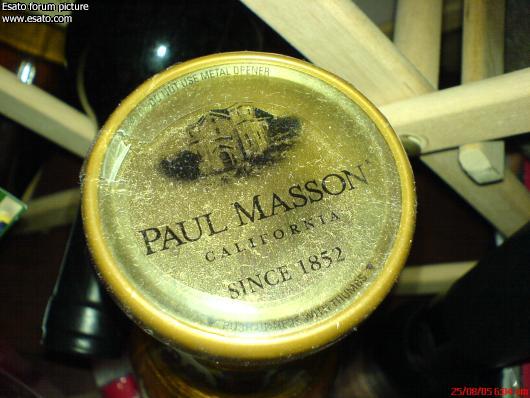 Esato forum picture
© www.esato.com
DO NOT USE METAL OPENER
PAUL MASSON
CALIFORNIA
SINCE 1852
25/08/05